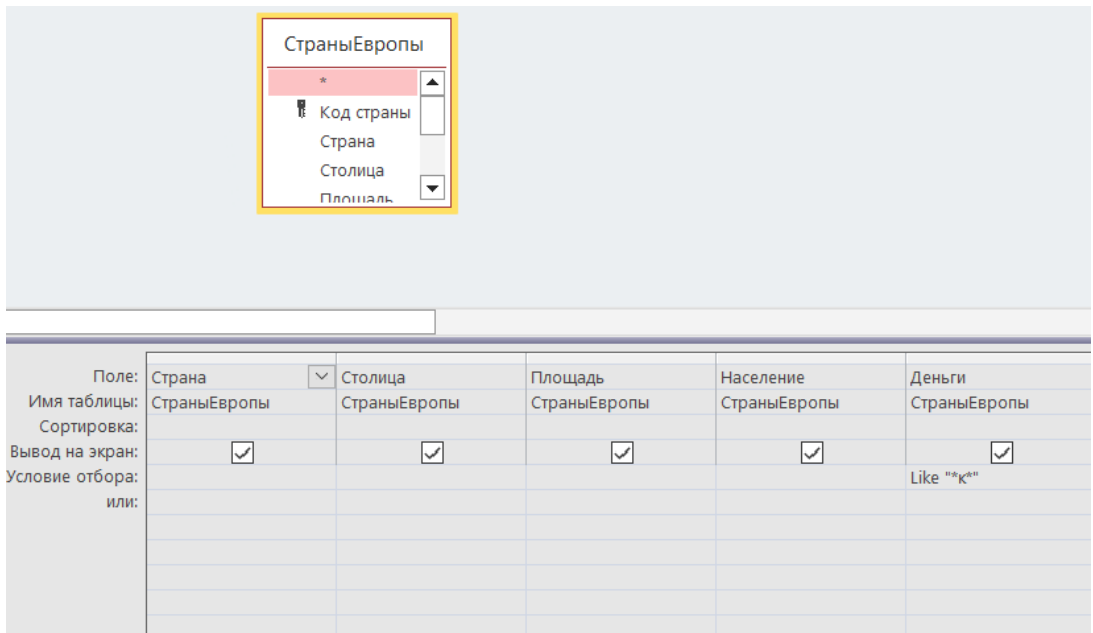 СтраныЕвропы
*
Код страны
Страна
Столица
Площадь
Поле: Страна Столица Площадь Население Деньги
Имя таблицы: СтраныЕвропы СтраныЕвропы СтраныЕвропы СтраныЕвропы СтраныЕвропы
Сортировка:
Вывод на экран:
Условие отбора: Like "*к*"
или: